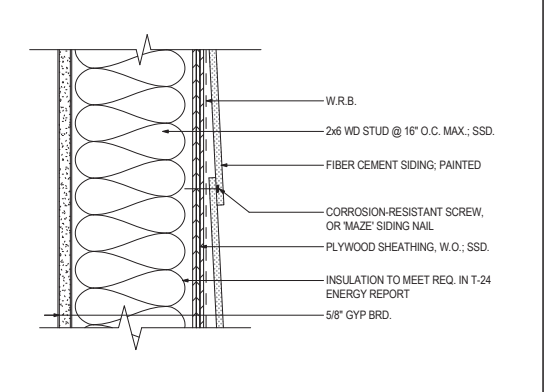 W.R.B.
2x6 WD STUD @ 16" O.C. MAX.; SSD.
FIBER CEMENT SIDING; PAINTED
CORROSION-RESISTANT SCREW,
OR 'MAZE' SIDING NAIL
PLYWOOD SHEATHING, W.O.; SSD.
INSULATION TO MEET REQ. IN T-24
ENERGY REPORT
5/8" GYP BRD.